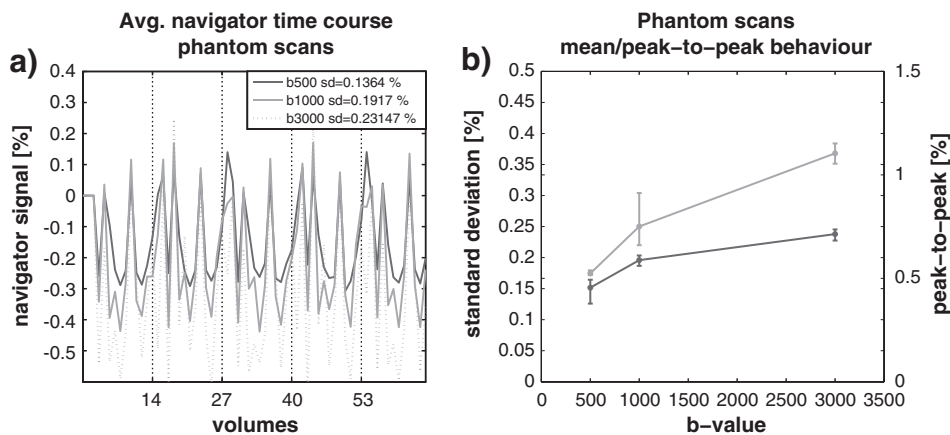 Avg. navigator time course
phantom scans
a)
navigator signal [%]
0.4
0.3
0.2
0.1
0
-0.1
-0.2
-0.3
-0.4
-0.5
b500 sd=0.1364 %
b1000 sd=0.1917 %
b3000 sd=0.23147 %
14 27 40 53
volumes
Phantom scans
mean/peak-to-peak behaviour
b)
standard deviation [%]
0.5
0.45
0.4
0.35
0.3
0.25
0.2
0.15
0.1
0.05
0
1.5
1
0.5
0
peak-to-peak [%]
0 500 1000 1500 2000 2500 3000 3500
b-value